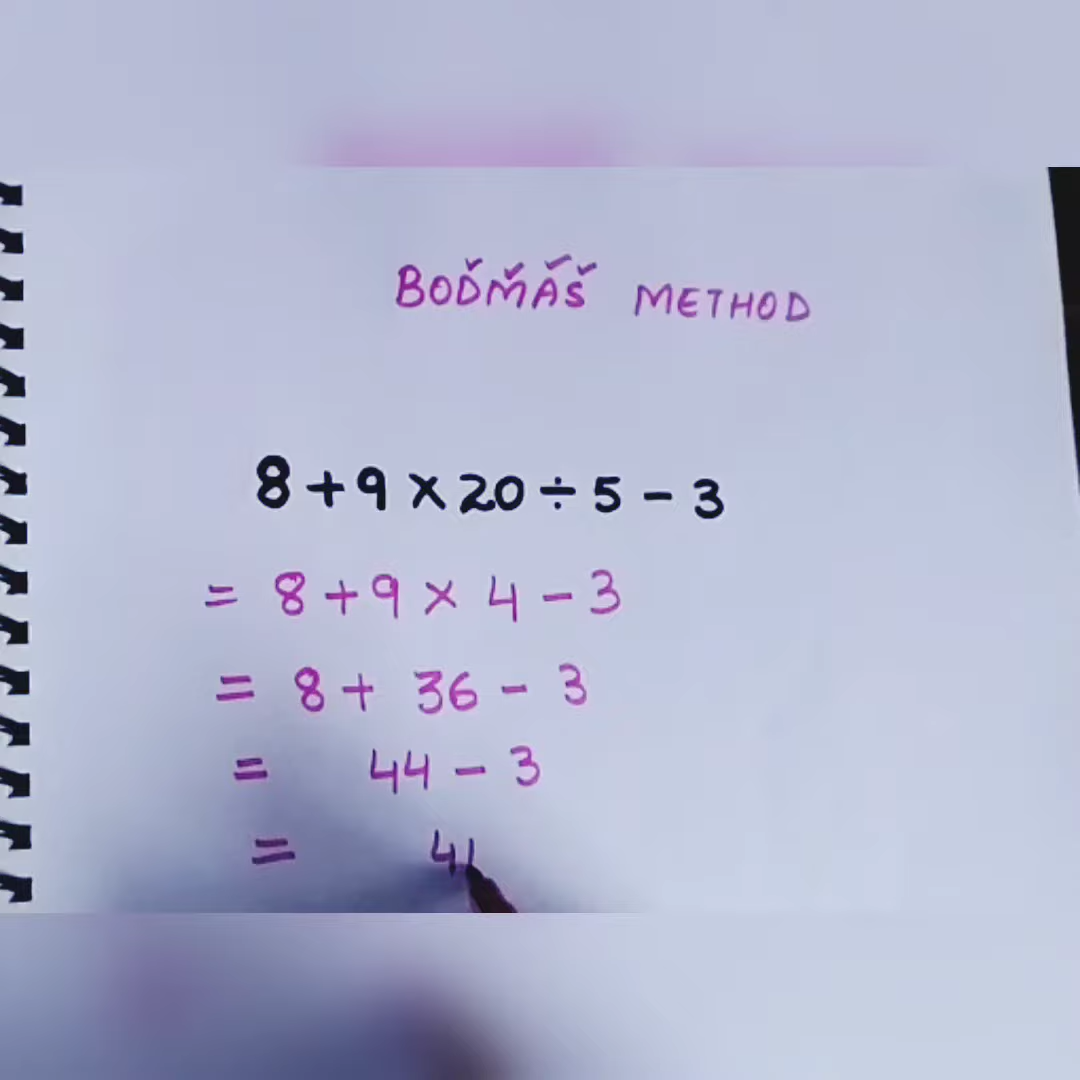 BODMAS METHOD
8 + 9 × 20 ÷ 5 - 3
= 8 + 9 × 4 - 3
= 8 + 36 - 3
= 44 - 3
= 41